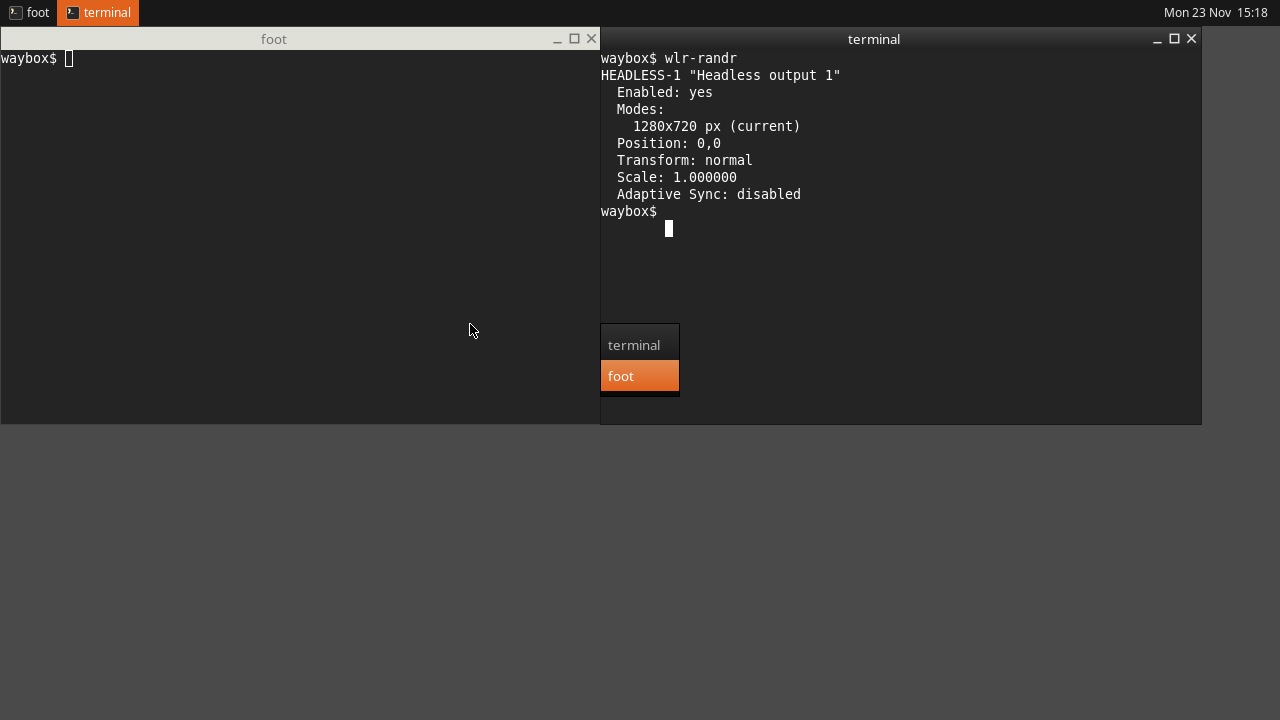 foot
terminal
Mon 23 Nov 15:18
foot
waybox$
terminal
waybox$ wlr-randr
HEADLESS-1 "Headless output 1"
Enabled: yes
Modes:
1280x720 px (current)
Position: 0,0
Transform: normal
Scale: 1.000000
Adaptive Sync: disabled
waybox$
terminal
foot